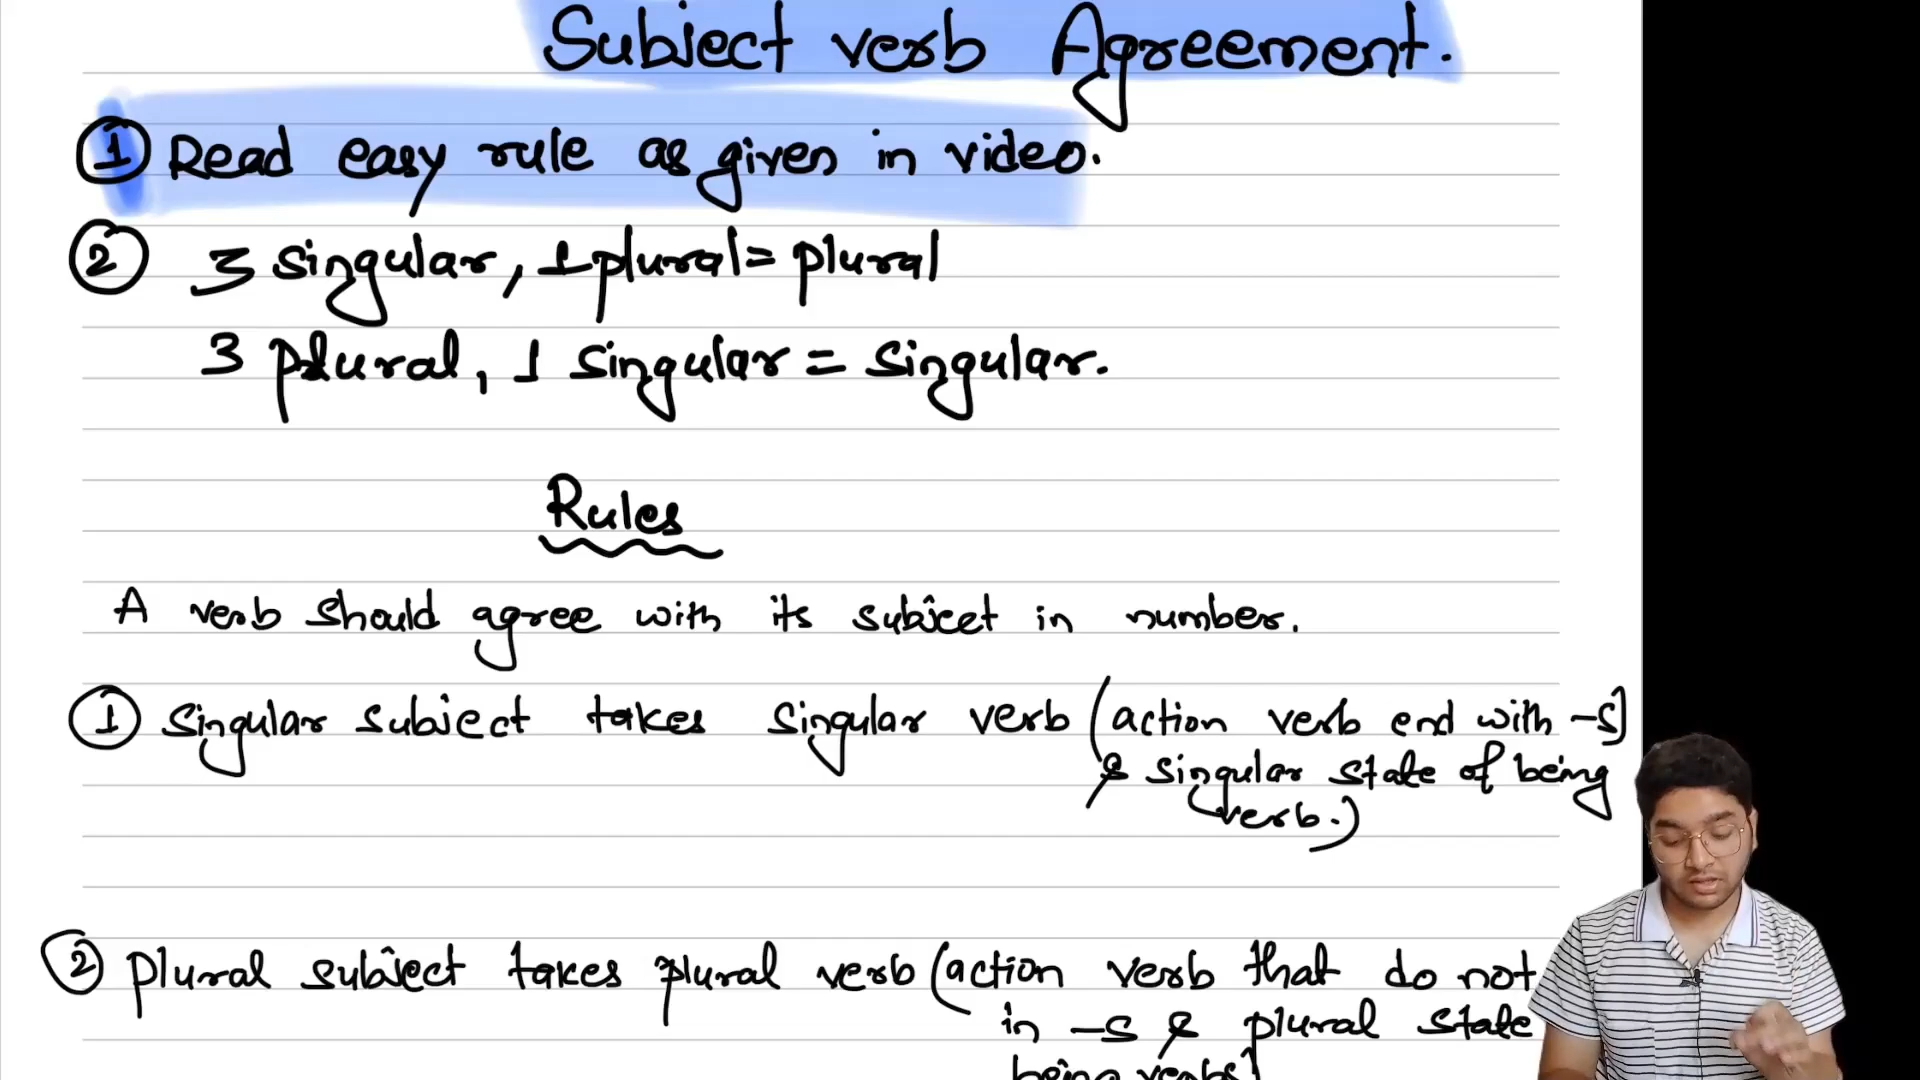 Subject verb Agreement.
① Read easy rule as given in video.
② 3 singular, 1 plural = plural
3 plural, 1 singular = singular.
Rules
A verb should agree with its subject in number.
① Singular subject takes singular verb (action verb end with -s)
& singular state of being
verb.)
② plural subject takes plural verb (action verb that do not
in -s & plural state
being verbs)